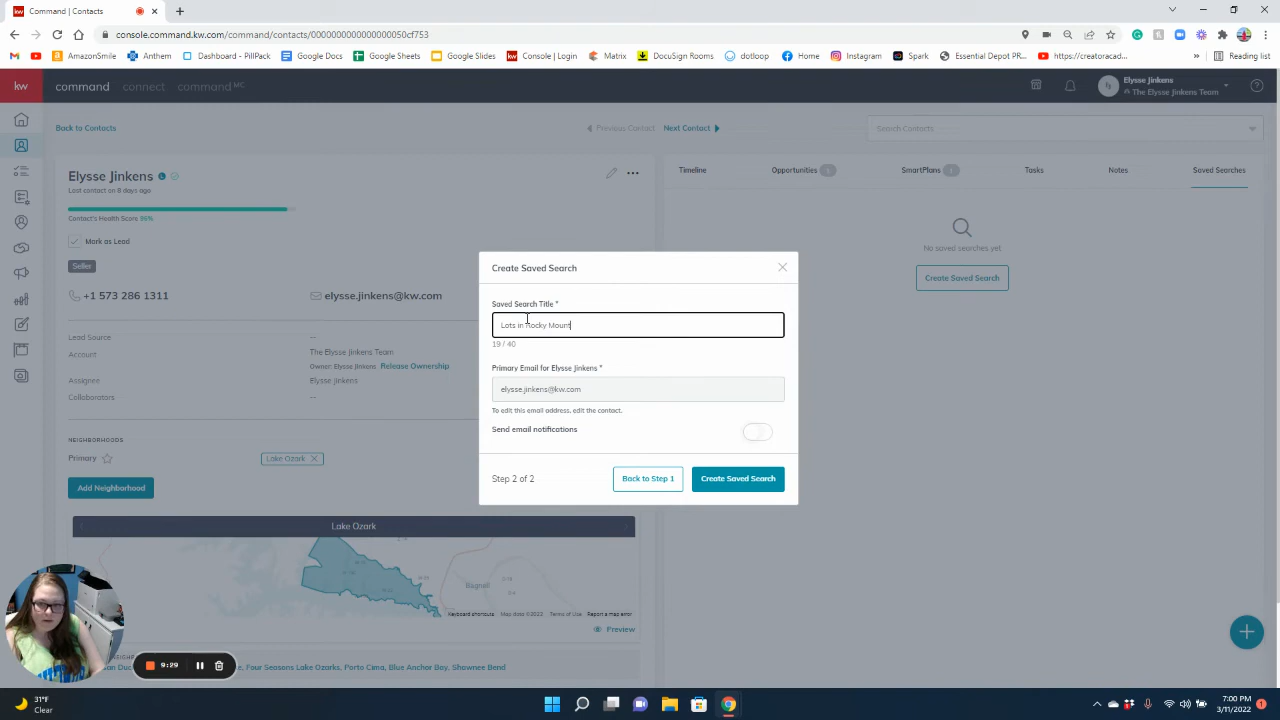 Command | Contacts
console.command.kw.com/command/contacts/0000000000000000050cf753
AmazonSmile Anthem Dashboard - PillPack Google Docs Google Sheets Google Slides Console | Login Matrix DocuSign Rooms dotloop Home Instagram Spark https://creatoracad... » Reading list
kw command connect command MC
Elysse Jinkens
The Elysse Jinkens Team
Back to Contacts Previous Contact Next Contact Search Contacts
Elysse Jinkens
Last contact on 8 days ago
Timeline Opportunities SmartPlans Tasks Notes Saved Searches
Contact's Health Score
Mark as Lead
Seller
No saved searches yet
Create Saved Search
+1 573 286 1311 elysse.jinkens@kw.com
Lead Source --
Account The Elysse Jinkens Team
Owner: Elysse Jinkens Release Ownership
Assignee Elysse Jinkens
Collaborators --
NEIGHBORHOODS
Primary Lake Ozark
Add Neighborhood
Lake Ozark
Bagnell
Keyboard shortcuts Map data ©2022 Terms of Use Report a map error
Preview
Four Seasons Lake Ozarks, Porto Cima, Blue Anchor Bay, Shawnee Bend
Create Saved Search
Saved Search Title *
Lots in Rocky Mount
19 / 40
Primary Email for Elysse Jinkens *
elysse.jinkens@kw.com
To edit this email address, edit the contact.
Send email notifications
Step 2 of 2 Back to Step 1 Create Saved Search
9:29
31°F
Clear
7:00 PM
3/11/2022